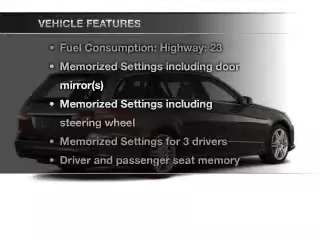 VEHICLE FEATURES
• Fuel Consumption: Highway: 23
• Memorized Settings including door
mirror(s)
• Memorized Settings including
steering wheel
• Memorized Settings for 3 drivers
• Driver and passenger seat memory